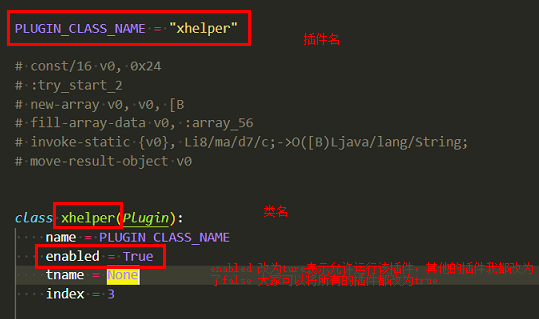 PLUGIN_CLASS_NAME = "xhelper"
插件名
# const/16 v0, 0x24
# :try_start_2
# new-array v0, v0, [B
# fill-array-data v0, :array_56
# invoke-static {v0}, Li8/ma/d7/c;->O([B)Ljava/lang/String;
# move-result-object v0
类名
class xhelper(Plugin):
name = PLUGIN_CLASS_NAME
enabled = True
enabled 改为ture表示允许运行该插件，其他的插件我都改为
tname = None
了false 大家可以将所有的插件都改为true
index = 3